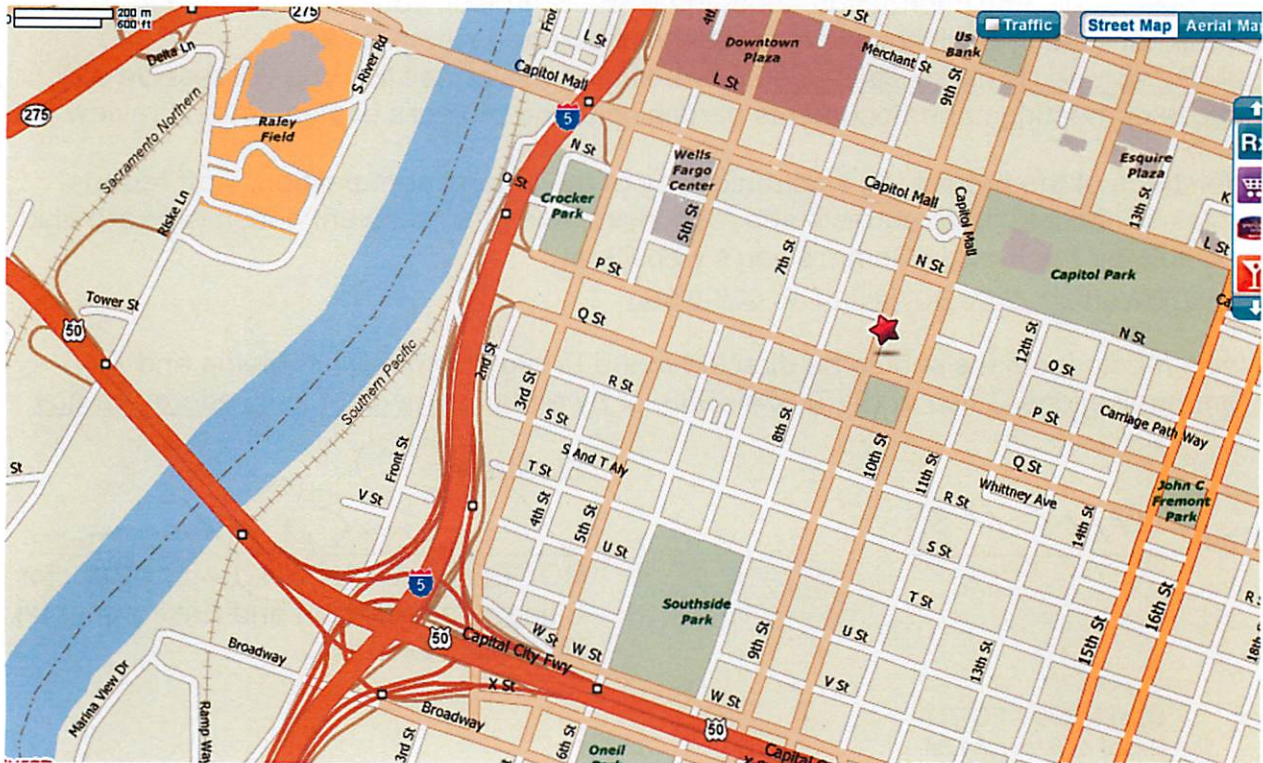 200 m
600 ft
275
Delta Ln
S River Rd
L St
Capitol Mall
5
Downtown
Plaza
L St
J St
Merchant St
Us
Bank
9th St
Traffic
Street Map
Aerial Map
275
Raley
Field
Sacramento Northern
Riske Ln
N St
O St
Crocker
Park
Wells
Fargo
Center
5th St
Capitol Mall
Capitol Mall
Esquire
Plaza
13th St
K
L St
Rx
P St
7th St
N St
Capitol Park
50
Tower St
Q St
N St
12th St
O St
Southern Pacific
2nd St
3rd St
R St
S St
8th St
P St
Carriage Path Way
10th St
11th St
Q St
Whittney Ave
R St
John C
Fremont
Park
St
Front St
V St
S And T Aly
T St
4th St
5th St
U St
14th St
S St
T St
5
50
Capital City Fwy
W St
W St
Southside
Park
9th St
U St
V St
13th St
15th St
16th St
18th St
R
Broadway
Marina View Dr
Ramp Way
X St
Broadway
3rd St
6th St
Oneil
W St
50